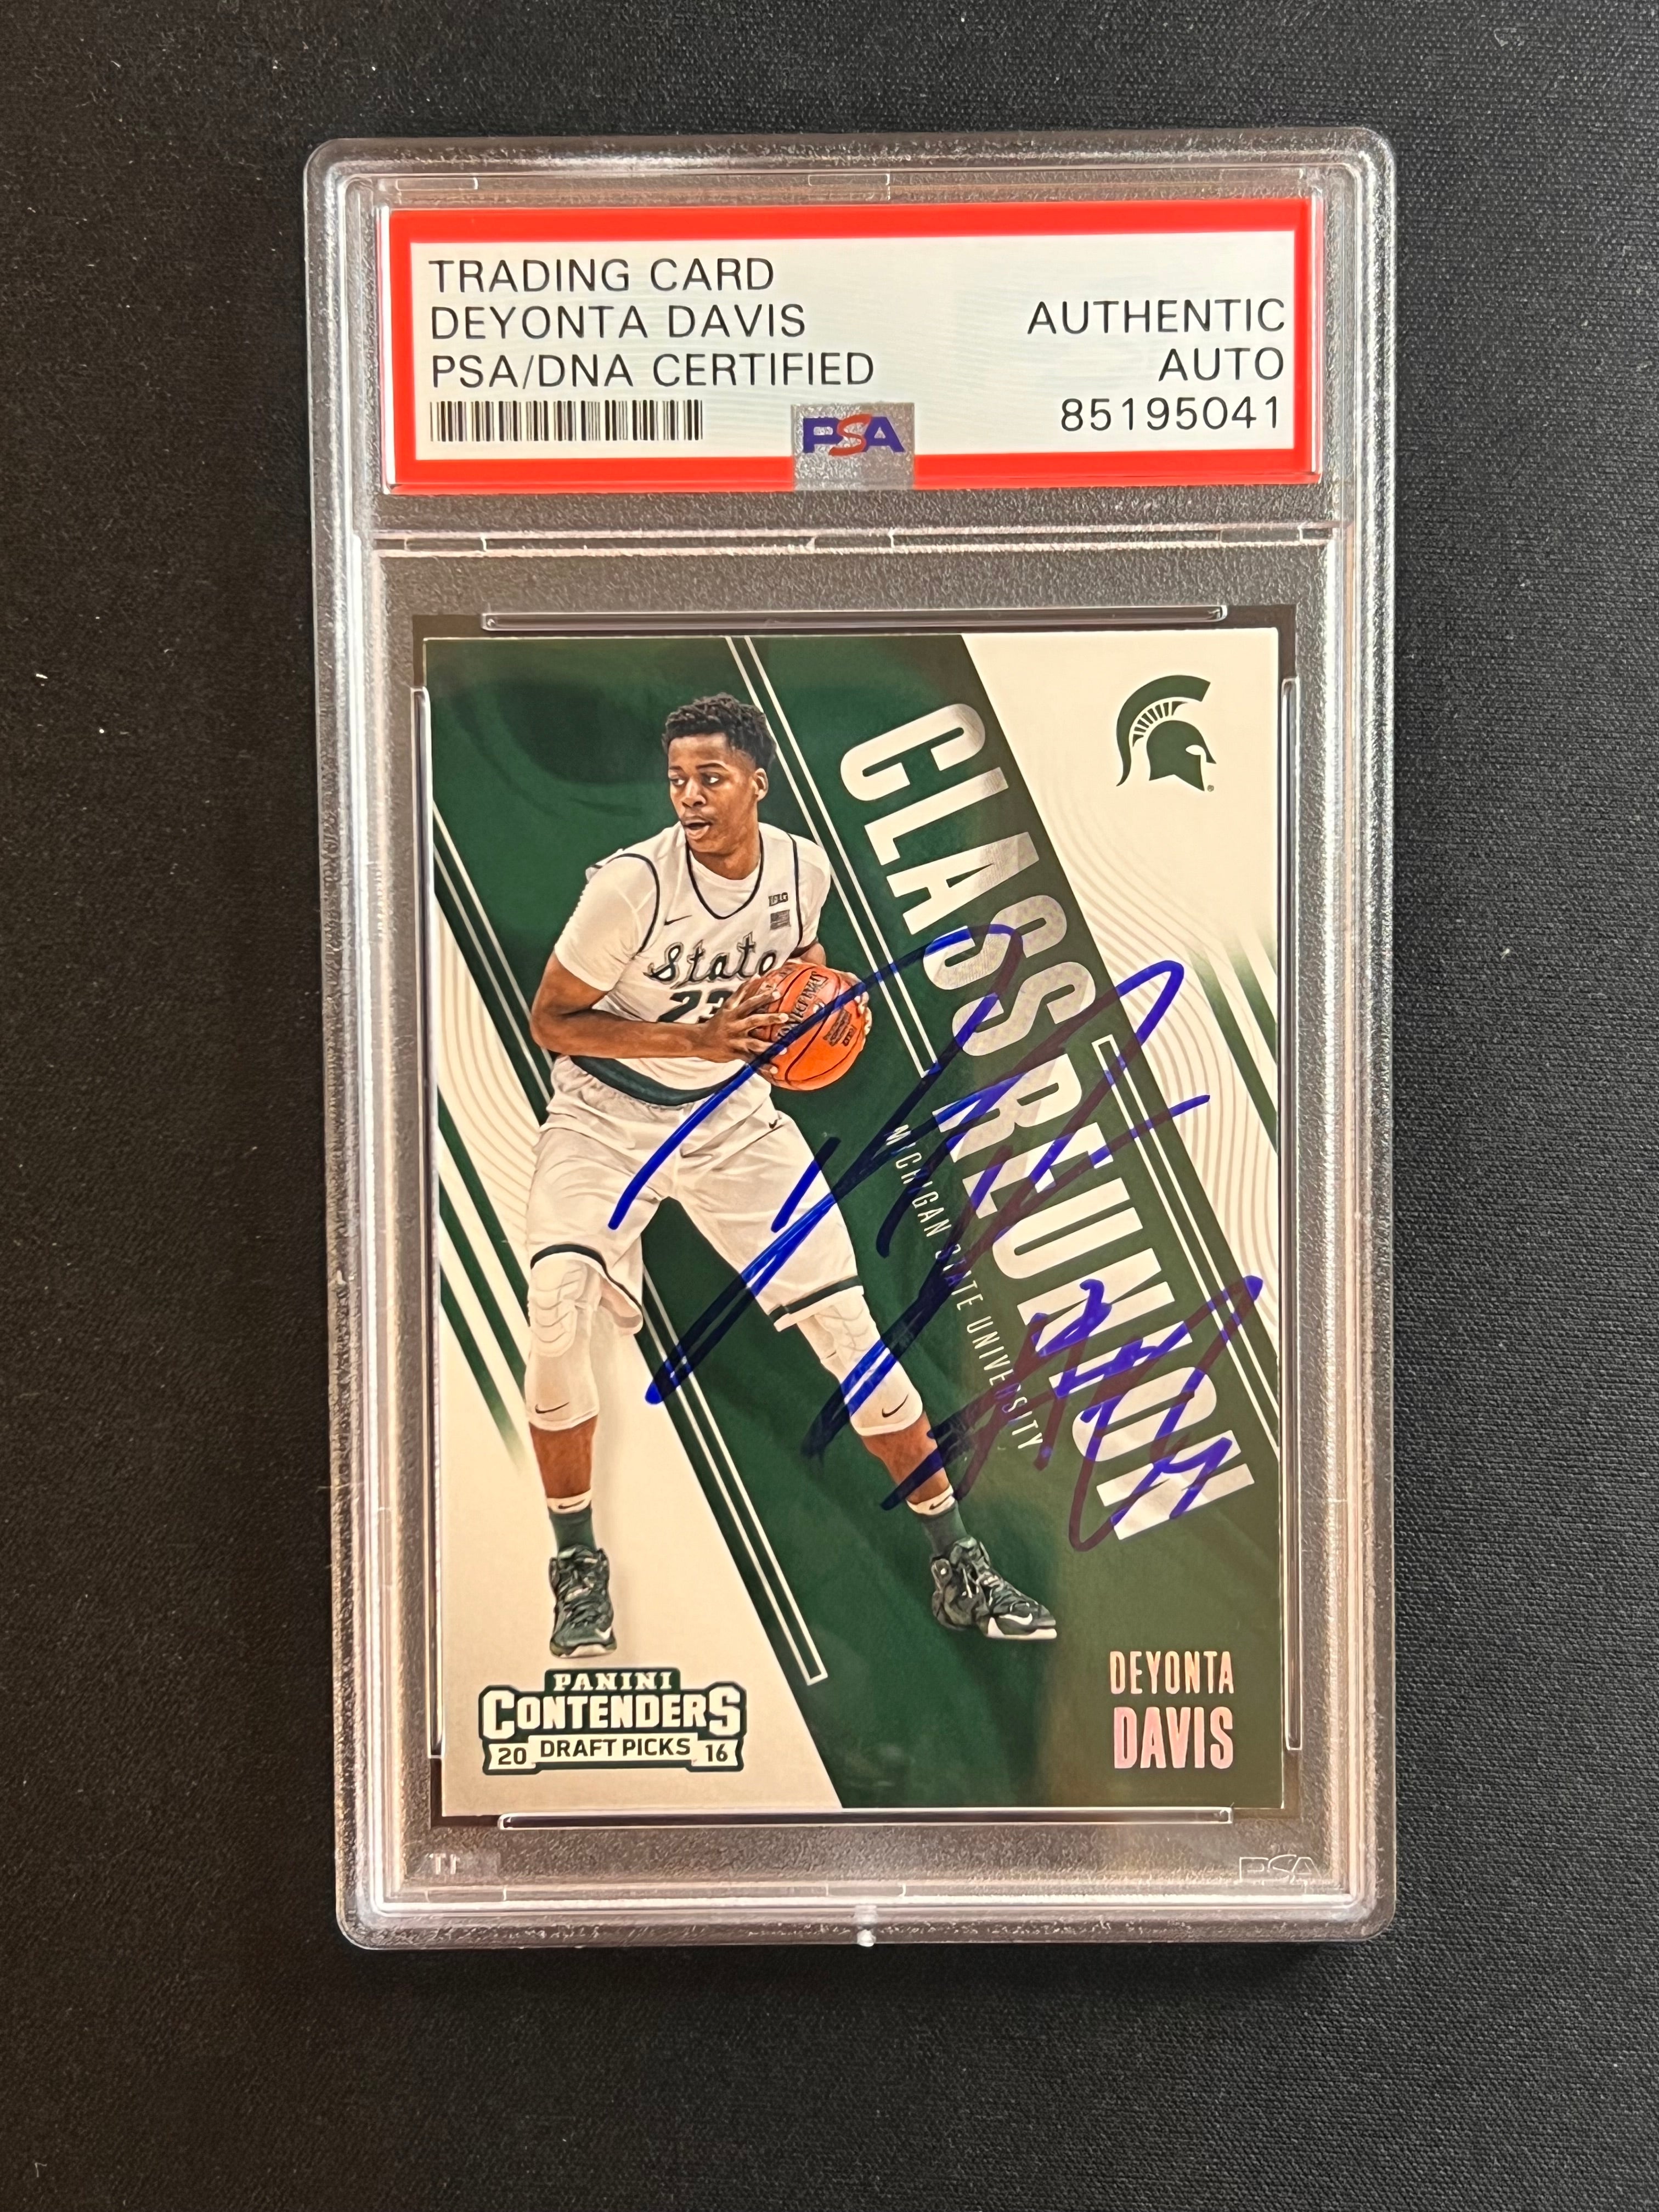 TRADING CARD
DEYONTA DAVIS
PSA/DNA CERTIFIED
AUTHENTIC
AUTO
85195041
PSA
CLASS REUNION
MICHIGAN STATE UNIVERSITY
B1G
State
23
PANINI
CONTENDERS
20 DRAFT PICKS 16
DEYONTA
DAVIS
PSA